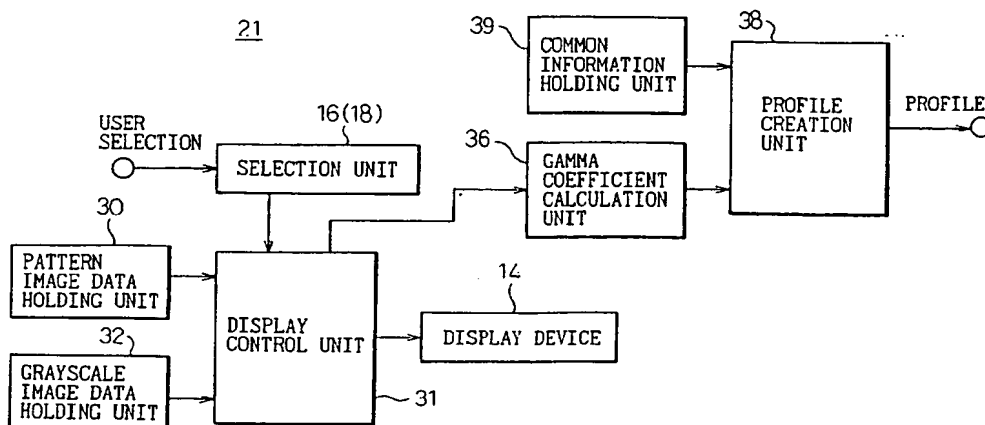 21
39
COMMON
INFORMATION
HOLDING UNIT
38
...
PROFILE
CREATION
UNIT
PROFILE
USER
SELECTION
16(18)
SELECTION UNIT
36
GAMMA
COEFFICIENT
CALCULATION
UNIT
30
PATTERN
IMAGE DATA
HOLDING UNIT
DISPLAY
CONTROL UNIT
31
14
DISPLAY DEVICE
32
GRAYSCALE
IMAGE DATA
HOLDING UNIT